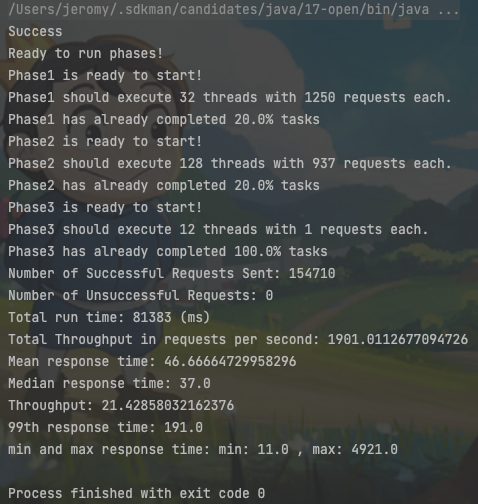 /Users/jeromy/.sdkman/candidates/java/17-open/bin/java ...
Success
Ready to run phases!
Phase1 is ready to start!
Phase1 should execute 32 threads with 1250 requests each.
Phase1 has already completed 20.0% tasks
Phase2 is ready to start!
Phase2 should execute 128 threads with 937 requests each.
Phase2 has already completed 20.0% tasks
Phase3 is ready to start!
Phase3 should execute 12 threads with 1 requests each.
Phase3 has already completed 100.0% tasks
Number of Successful Requests Sent: 154710
Number of Unsuccessful Requests: 0
Total run time: 81383 (ms)
Total Throughput in requests per second: 1901.0112677094726
Mean response time: 46.66664729958296
Median response time: 37.0
Throughput: 21.42858032162376
99th response time: 191.0
min and max response time: min: 11.0 , max: 4921.0
Process finished with exit code 0